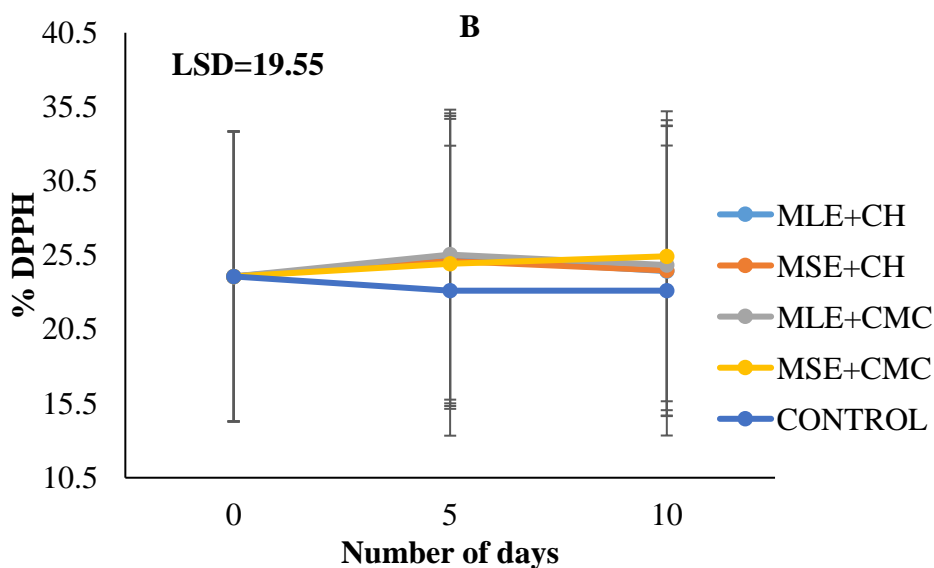 B
LSD=19.55
40.5
35.5
30.5
25.5
20.5
15.5
10.5
% DPPH
0 5 10
Number of days
MLE+CH
MSE+CH
MLE+CMC
MSE+CMC
CONTROL